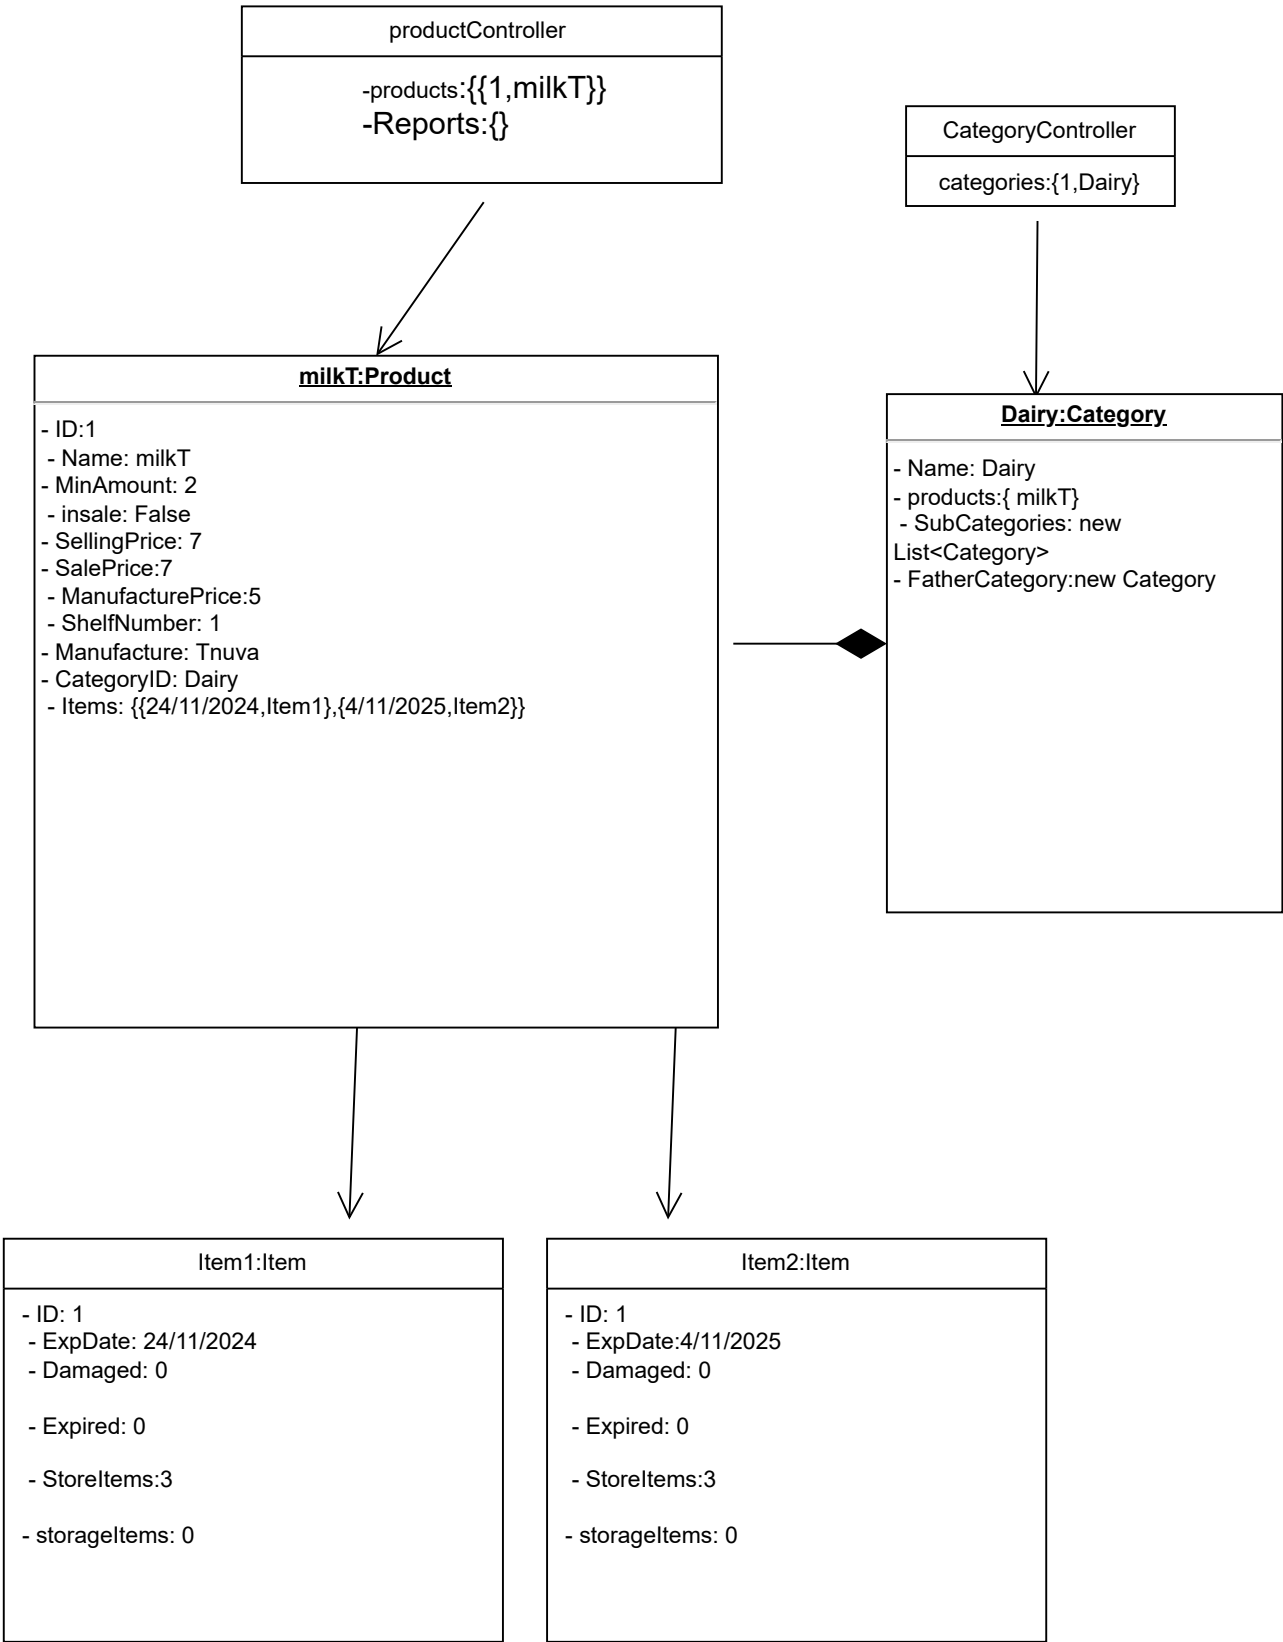 productController
-products:{{1,milkT}}
-Reports:{}
CategoryController
categories:{1,Dairy}
milkT:Product
- ID:1
- Name: milkT
- MinAmount: 2
- insale: False
- SellingPrice: 7
- SalePrice:7
- ManufacturePrice:5
- ShelfNumber: 1
- Manufacture: Tnuva
- CategoryID: Dairy
- Items: {{24/11/2024,Item1},{4/11/2025,Item2}}
Dairy:Category
- Name: Dairy
- products:{ milkT}
- SubCategories: new
List<Category>
- FatherCategory:new Category
Item1:Item
- ID: 1
- ExpDate: 24/11/2024
- Damaged: 0
- Expired: 0
- StoreItems:3
- storageItems: 0
Item2:Item
- ID: 1
- ExpDate:4/11/2025
- Damaged: 0
- Expired: 0
- StoreItems:3
- storageItems: 0